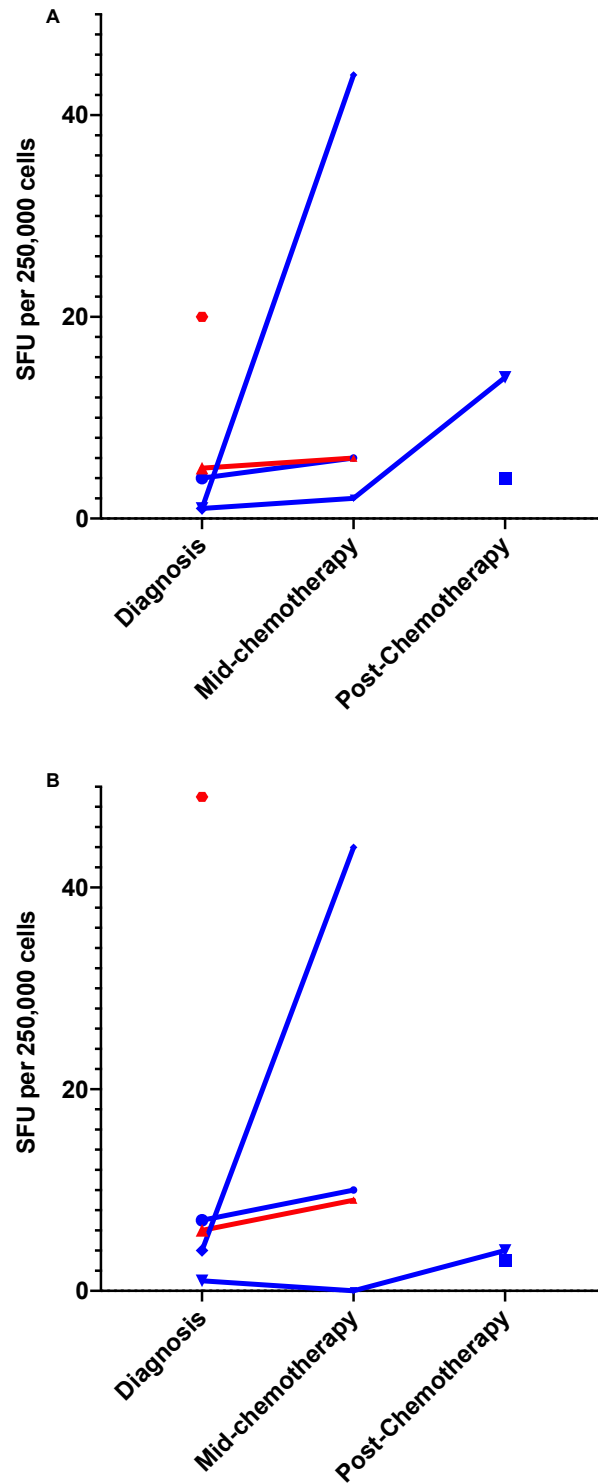 A
SFU per 250,000 cells
40
20
0
Diagnosis
Mid-chemotherapy
Post-Chemotherapy
B
SFU per 250,000 cells
40
20
0
Diagnosis
Mid-chemotherapy
Post-Chemotherapy